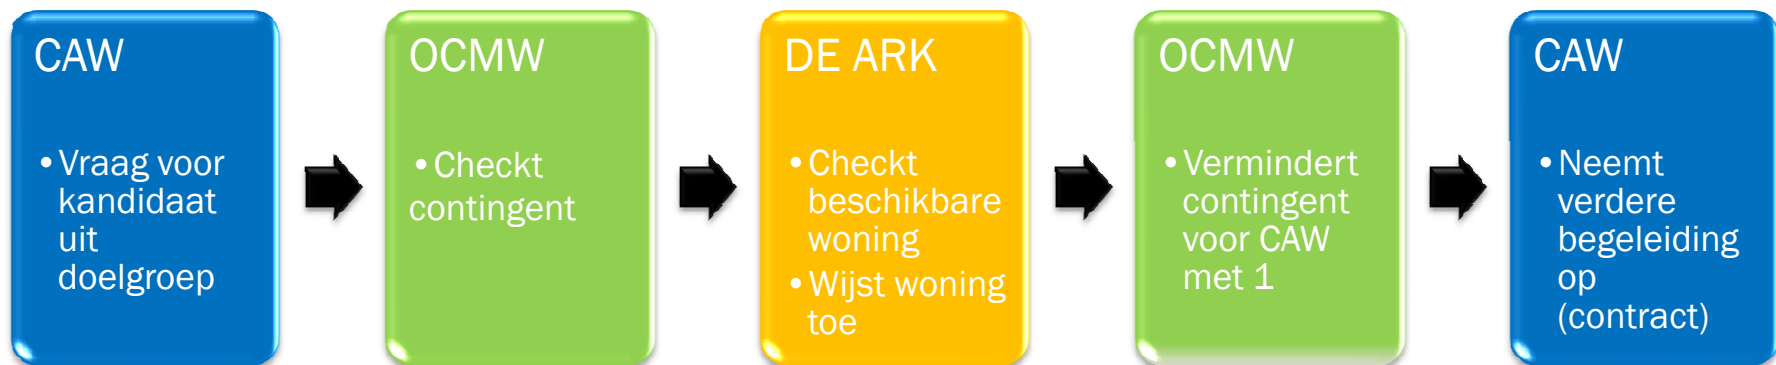 CAW
•Vraag voor
kandidaat
uit
doelgroep
OCMW
•Checkt
contingent
DE ARK
•Checkt
beschikbare
woning
•Wijst woning
toe
OCMW
•Vermindert
contingent
voor CAW
met 1
CAW
•Neemt
verdere
begeleiding
op
(contract)